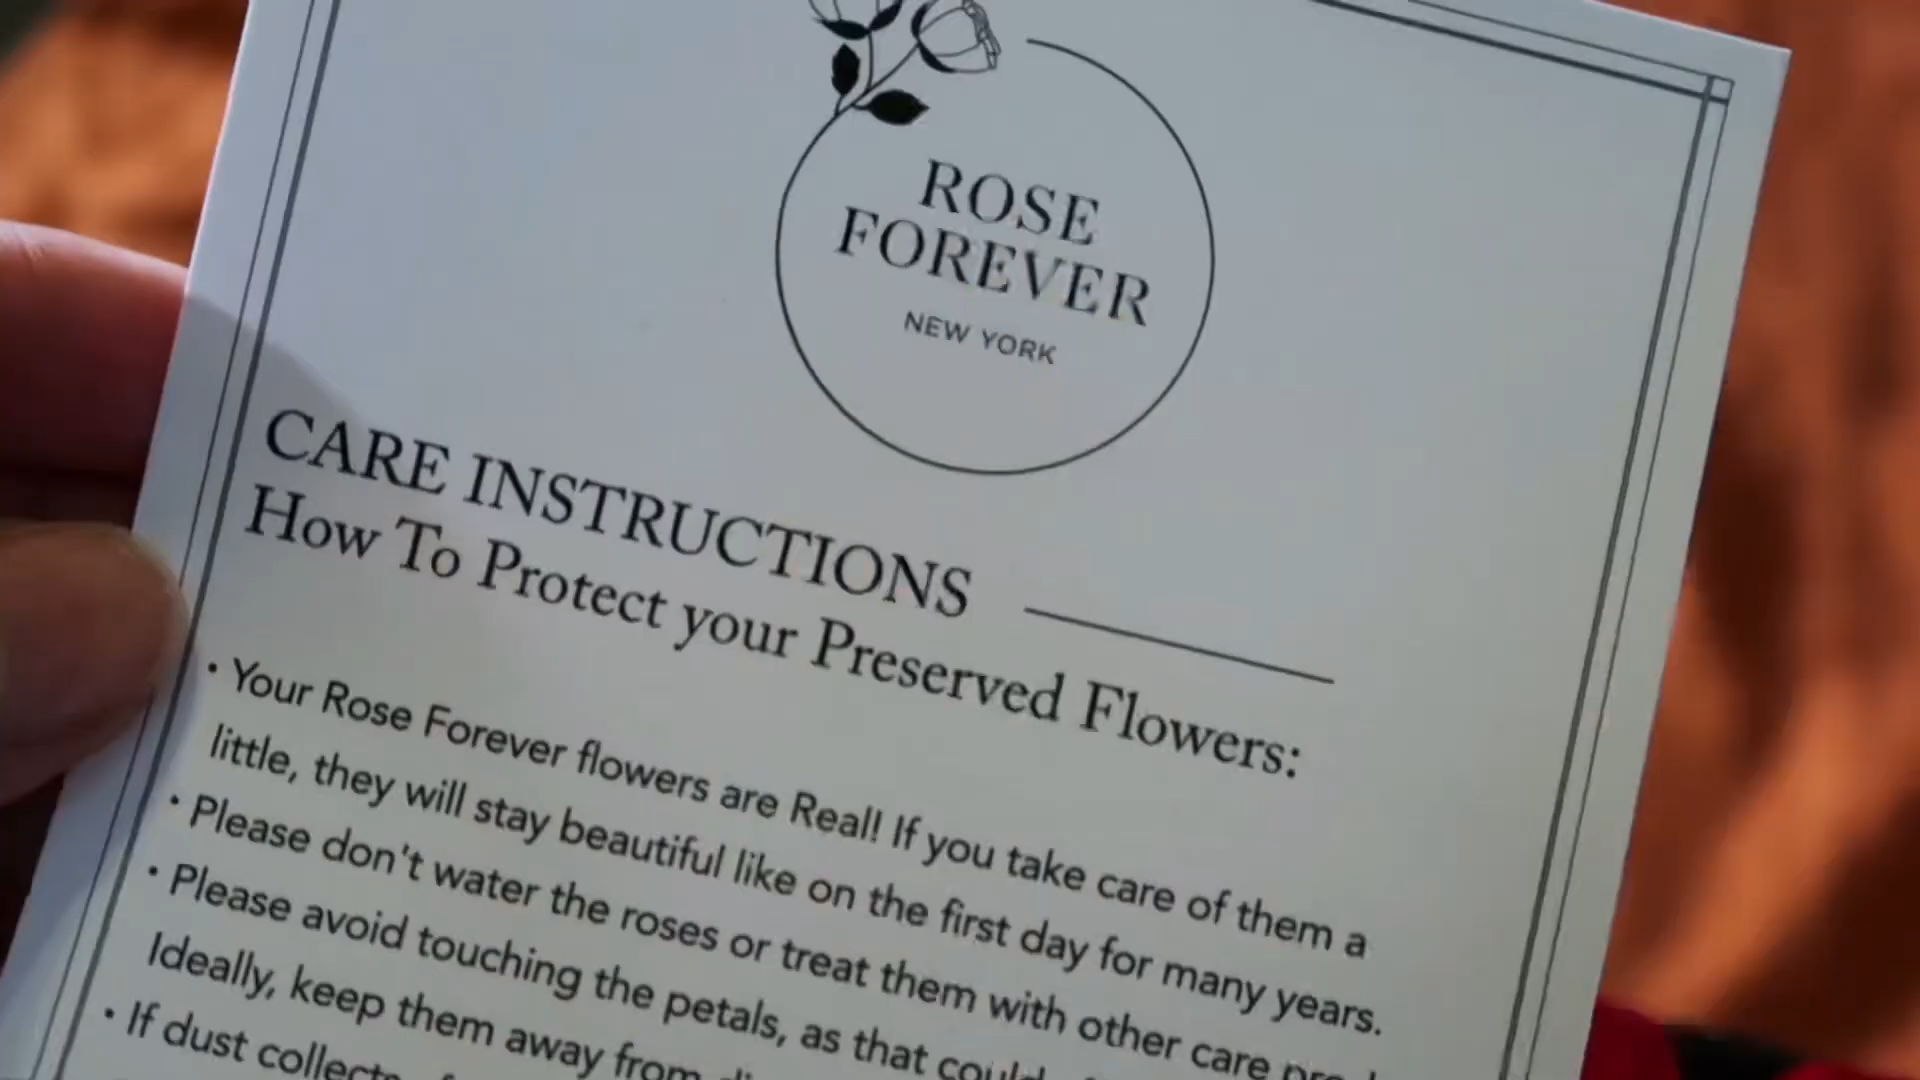 ROSE
FOREVER
NEW YORK
CARE INSTRUCTIONS
How To Protect your Preserved Flowers:
• Your Rose Forever flowers are Real! If you take care of them a
little, they will stay beautiful like on the first day for many years.
• Please don't water the roses or treat them with other care
• Please avoid touching the petals, as that could
Ideally, keep them away from
• If dust collects